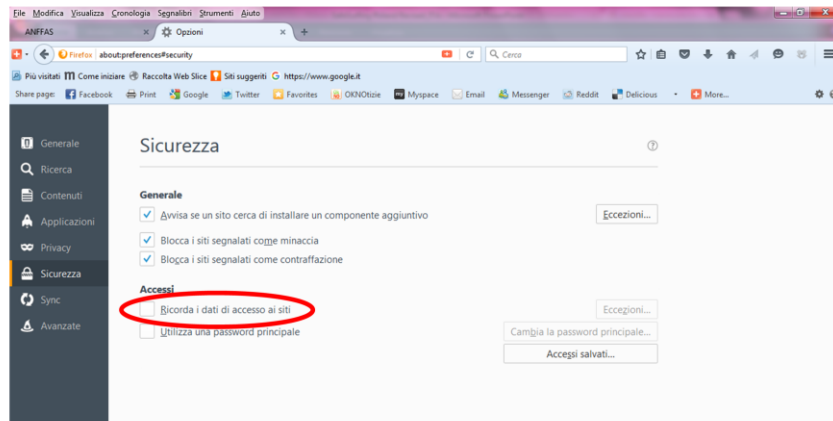 File Modifica Visualizza Cronologia Segnalibri Strumenti Aiuto
ANFFAS × Opzioni × +
Firefox about:preferences#security Cerca
Più visitati Come iniziare Raccolta Web Slice Siti suggeriti https://www.google.it
Share page: Facebook Print Google Twitter Favorites OKNOtizie Myspace Email Messenger Reddit Delicious More...
Generale
Ricerca
Contenuti
Applicazioni
Privacy
Sicurezza
Sync
Avanzate
Sicurezza
Generale
Avvisa se un sito cerca di installare un componente aggiuntivo Eccezioni...
Blocca i siti segnalati come minaccia
Blocca i siti segnalati come contraffazione
Accessi
Ricorda i dati di accesso ai siti Eccezioni...
Utilizza una password principale Cambia la password principale...
Accessi salvati...